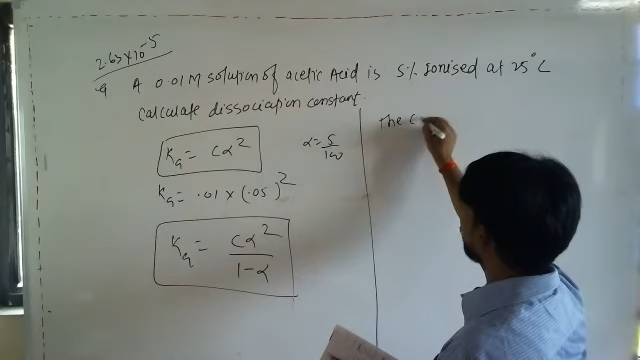 2.63×10⁻⁵
Q A 0.01M solution of acetic Acid is 5% Ionised at 25°C
Calculate dissociation constant.
Ka = Cα²
α = 5/100
Ka = .01 × (.05)²
Ka = Cα²/1-α
The C